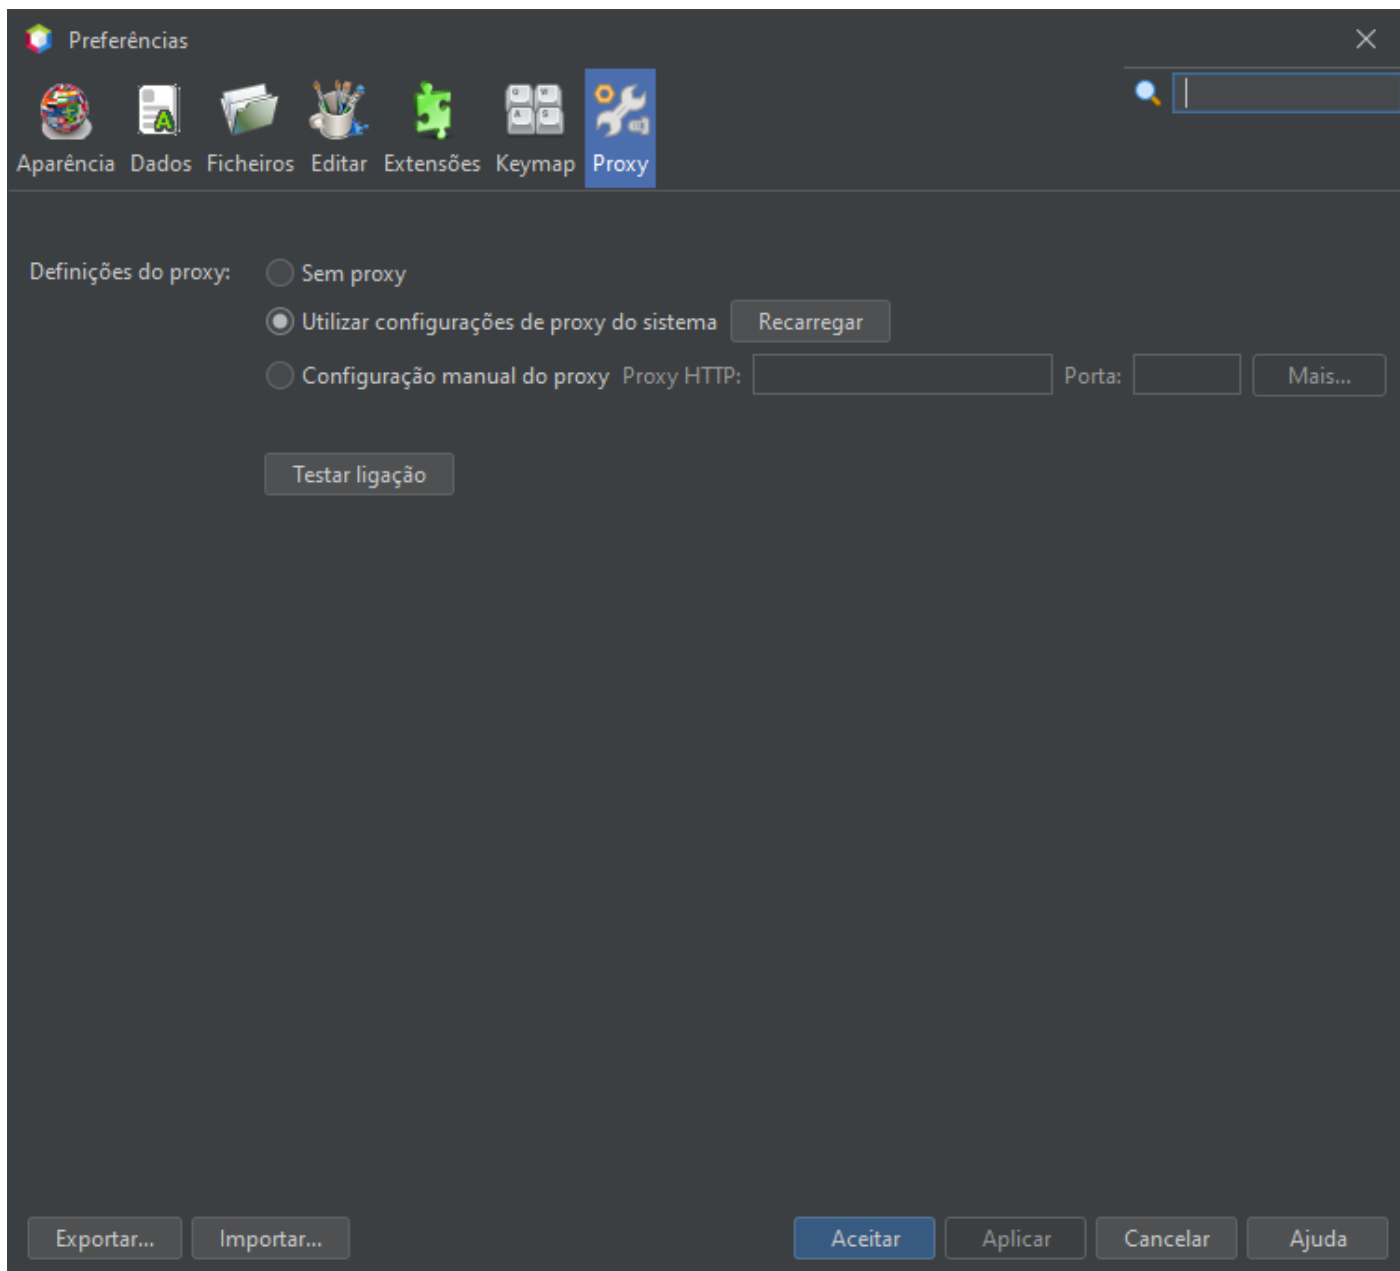 Preferências
Aparência Dados Ficheiros Editar Extensões Keymap Proxy
Definições do proxy: Sem proxy
Utilizar configurações de proxy do sistema Recarregar
Configuração manual do proxy Proxy HTTP: Porta: Mais...
Testar ligação
Exportar... Importar... Aceitar Aplicar Cancelar Ajuda